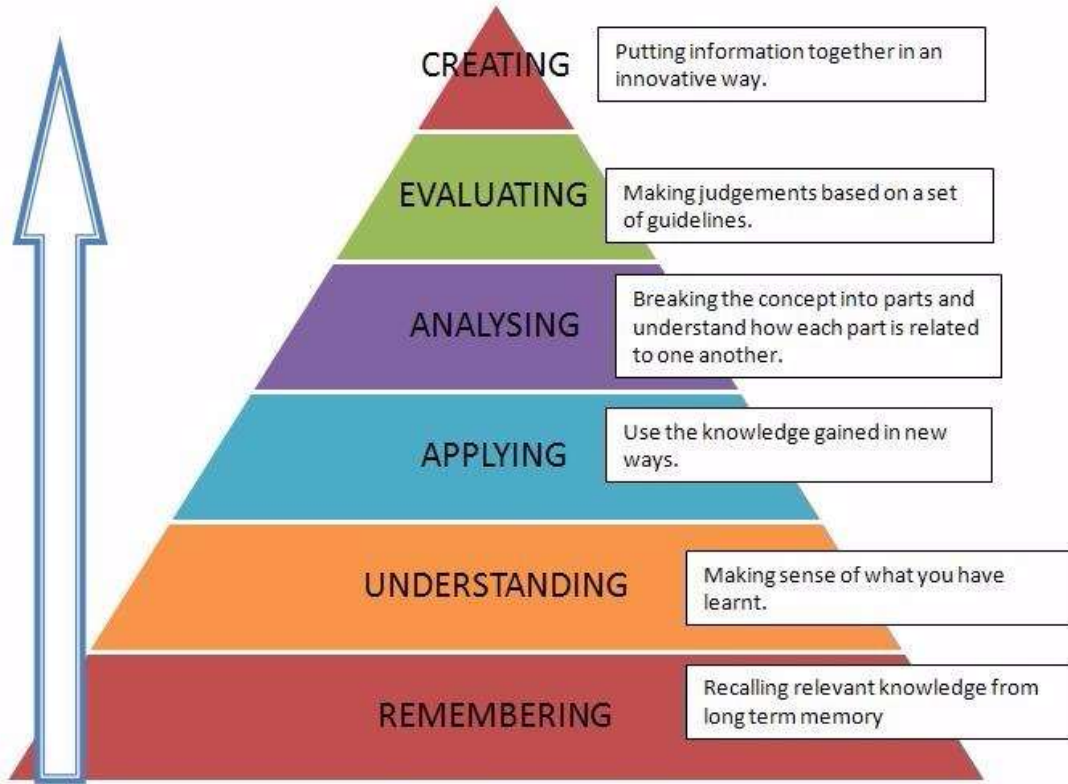 CREATING
Putting information together in an
innovative way.
EVALUATING
Making judgements based on a set
of guidelines.
ANALYSING
Breaking the concept into parts and
understand how each part is related
to one another.
APPLYING
Use the knowledge gained in new
ways.
UNDERSTANDING
Making sense of what you have
learnt.
REMEMBERING
Recalling relevant knowledge from
long term memory